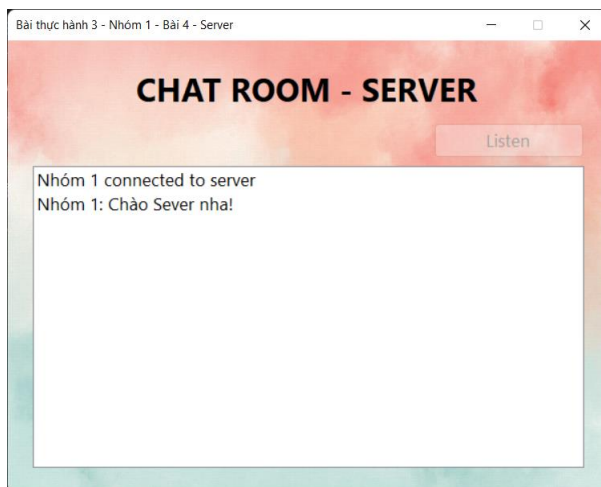 Bài thực hành 3 - Nhóm 1 - Bài 4 - Server
CHAT ROOM - SERVER
Listen
Nhóm 1 connected to server
Nhóm 1: Chào Sever nha!